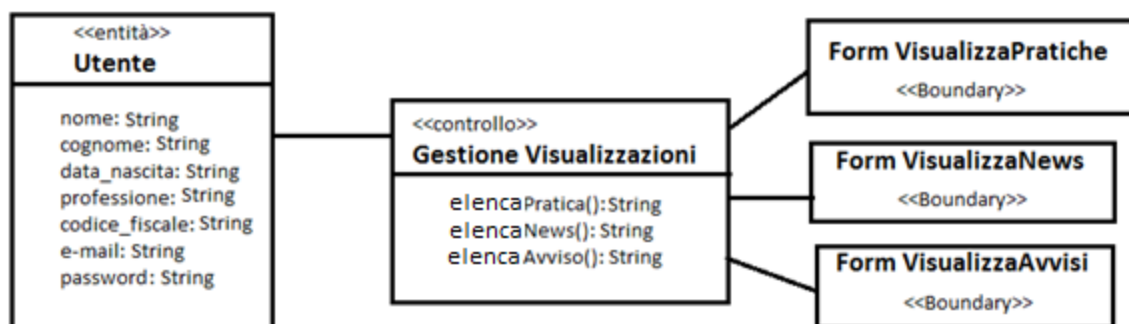 <<entità>>
Utente
nome: String
cognome: String
data_nascita: String
professione: String
codice_fiscale: String
e-mail: String
password: String
<<controllo>>
Gestione Visualizzazioni
elencaPratica(): String
elencaNews(): String
elencaAvviso(): String
Form VisualizzaPratiche
<<Boundary>>
Form VisualizzaNews
<<Boundary>>
Form VisualizzaAvvisi
<<Boundary>>